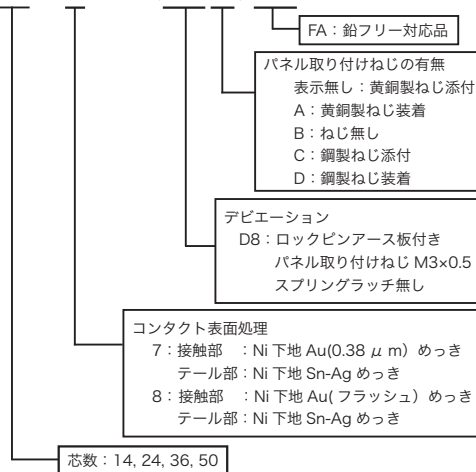 FA：鉛フリー対応品
パネル取り付けねじの有無
表示無し：黄銅製ねじ添付
A：黄銅製ねじ装着
B：ねじ無し
C：鋼製ねじ添付
D：鋼製ねじ装着
デビエーション
D8：ロックピンアース板付き
パネル取り付けねじ M3×0.5
スプリングラッチ無し
コンタクト表面処理
7：接触部　：Ni 下地 Au(0.38 μ m）めっき
テール部：Ni 下地 Sn-Ag めっき
8：接触部　：Ni 下地 Au( フラッシュ）めっき
テール部：Ni 下地 Sn-Ag めっき
芯数：14, 24, 36, 50